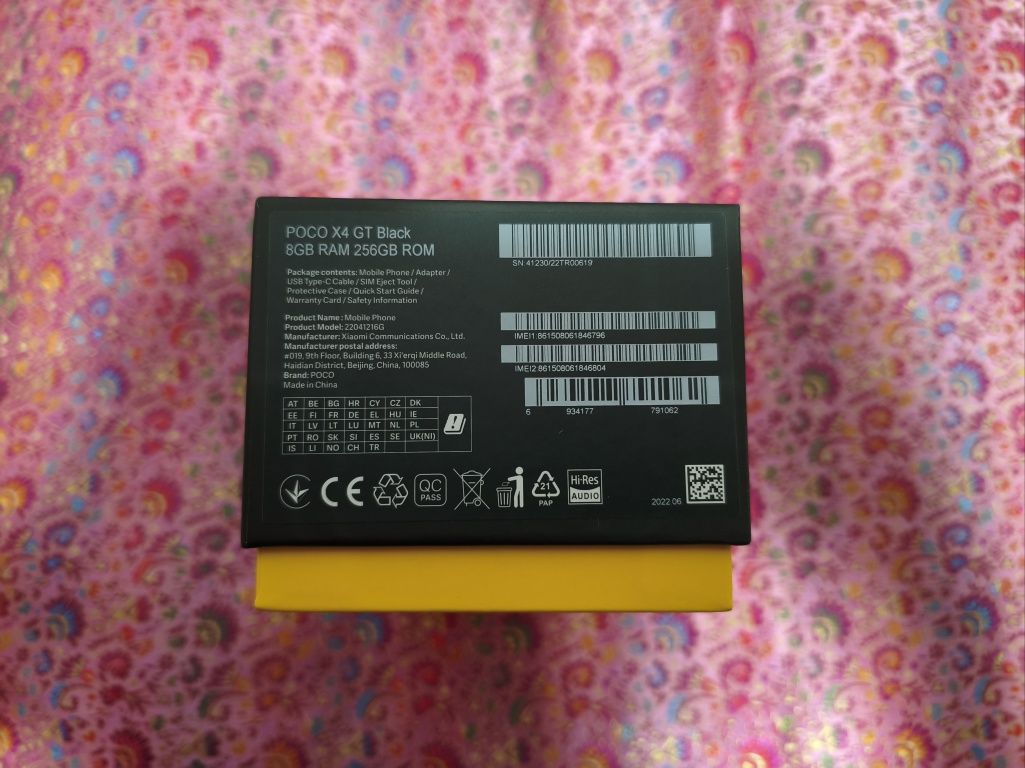 POCO X4 GT Black
8GB RAM 256GB ROM
Package contents: Mobile Phone / Adapter /
USB Type-C Cable / SIM Eject Tool /
Protective Case / Quick Start Guide /
Warranty Card / Safety Information
Product Name: Mobile Phone
Product Model: 22041216G
Manufacturer: Xiaomi Communications Co., Ltd.
Manufacturer postal address:
#019, 9th Floor, Building 6, 33 Xi'erqi Middle Road,
Haidian District, Beijing, China, 100085
Brand: POCO
Made in China
AT BE BG HR CY CZ DK
EE FI FR DE EL HU IE
IT LV LT LU MT NL PL
PT RO SK SI ES SE UK(NI)
IS LI NO CH TR
SN:41230/22TR00619
IMEI1:861508061846796
IMEI2:861508061846804
6 934177 791062
CE
QC
PASS
21
PAP
Hi-Res
AUDIO
2022.06.